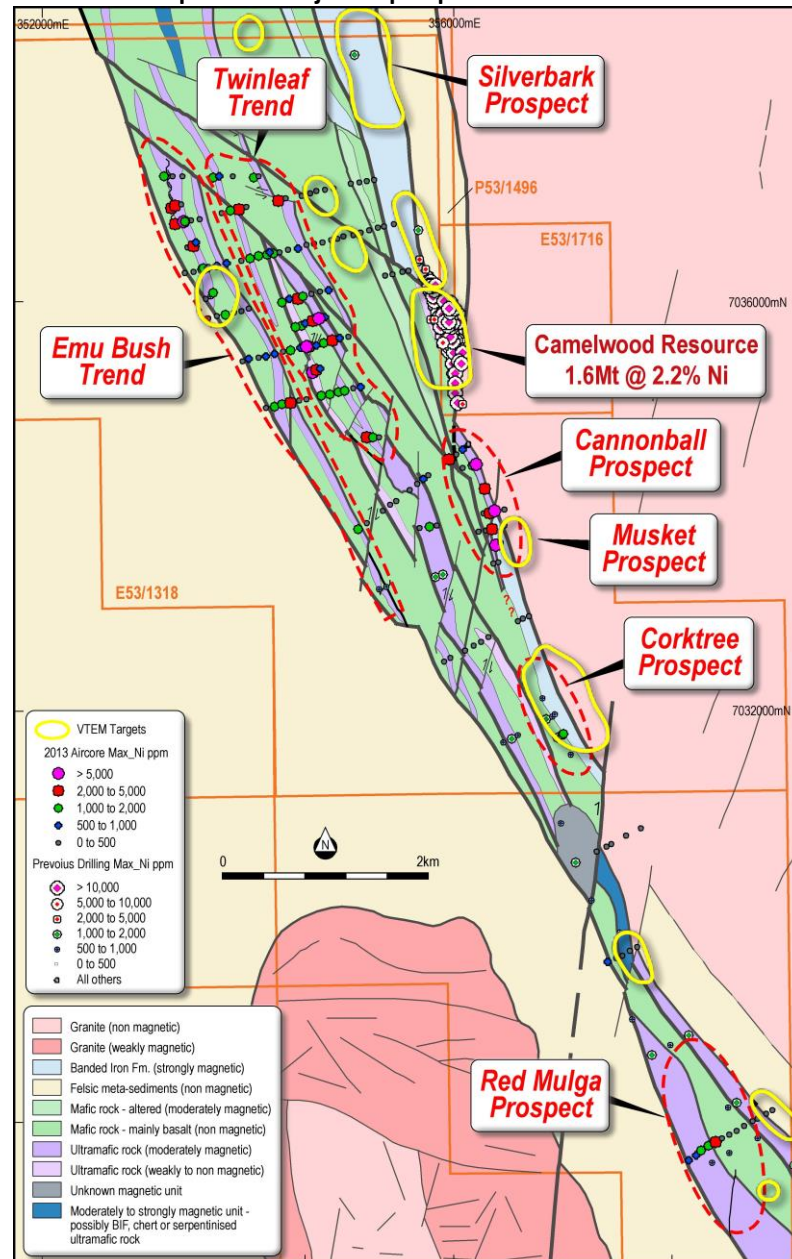 352000mE
356000mE
Twinleaf
Trend
Silverbark
Prospect
P53/1496
E53/1716
7036000mN
Emu Bush
Trend
Camelwood Resource
1.6Mt @ 2.2% Ni
Cannonball
Prospect
Musket
Prospect
E53/1318
Corktree
Prospect
7032000mN
VTEM Targets
2013 Aircore Max_Ni ppm
> 5,000
2,000 to 5,000
1,000 to 2,000
500 to 1,000
0 to 500
Prevoius Drilling Max_Ni ppm
> 10,000
5,000 to 10,000
2,000 to 5,000
1,000 to 2,000
500 to 1,000
0 to 500
All others
N
0 2km
Granite (non magnetic)
Granite (weakly magnetic)
Banded Iron Fm. (strongly magnetic)
Felsic meta-sediments (non magnetic)
Mafic rock - altered (moderately magnetic)
Mafic rock - mainly basalt (non magnetic)
Ultramafic rock (moderately magnetic)
Ultramafic rock (weakly to non magnetic)
Unknown magnetic unit
Moderately to strongly magnetic unit -
possibly BIF, chert or serpentinised
ultramafic rock
Red Mulga
Prospect